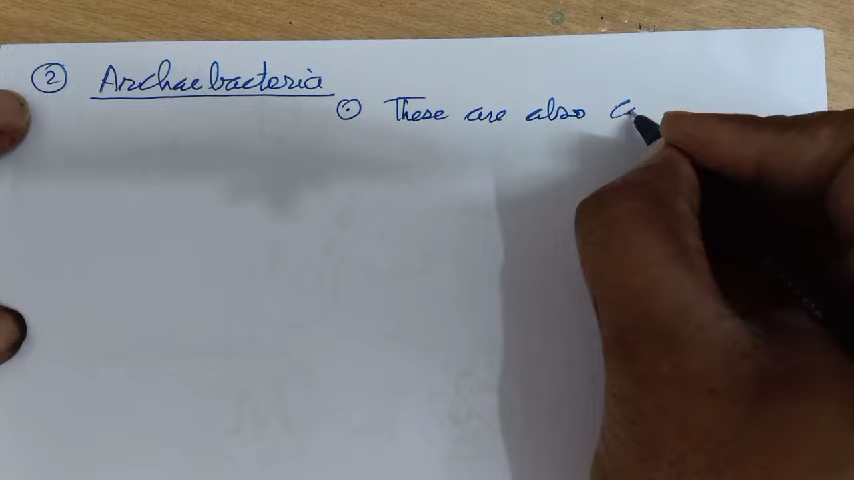 ② Archaebacteria
⊙ These are also